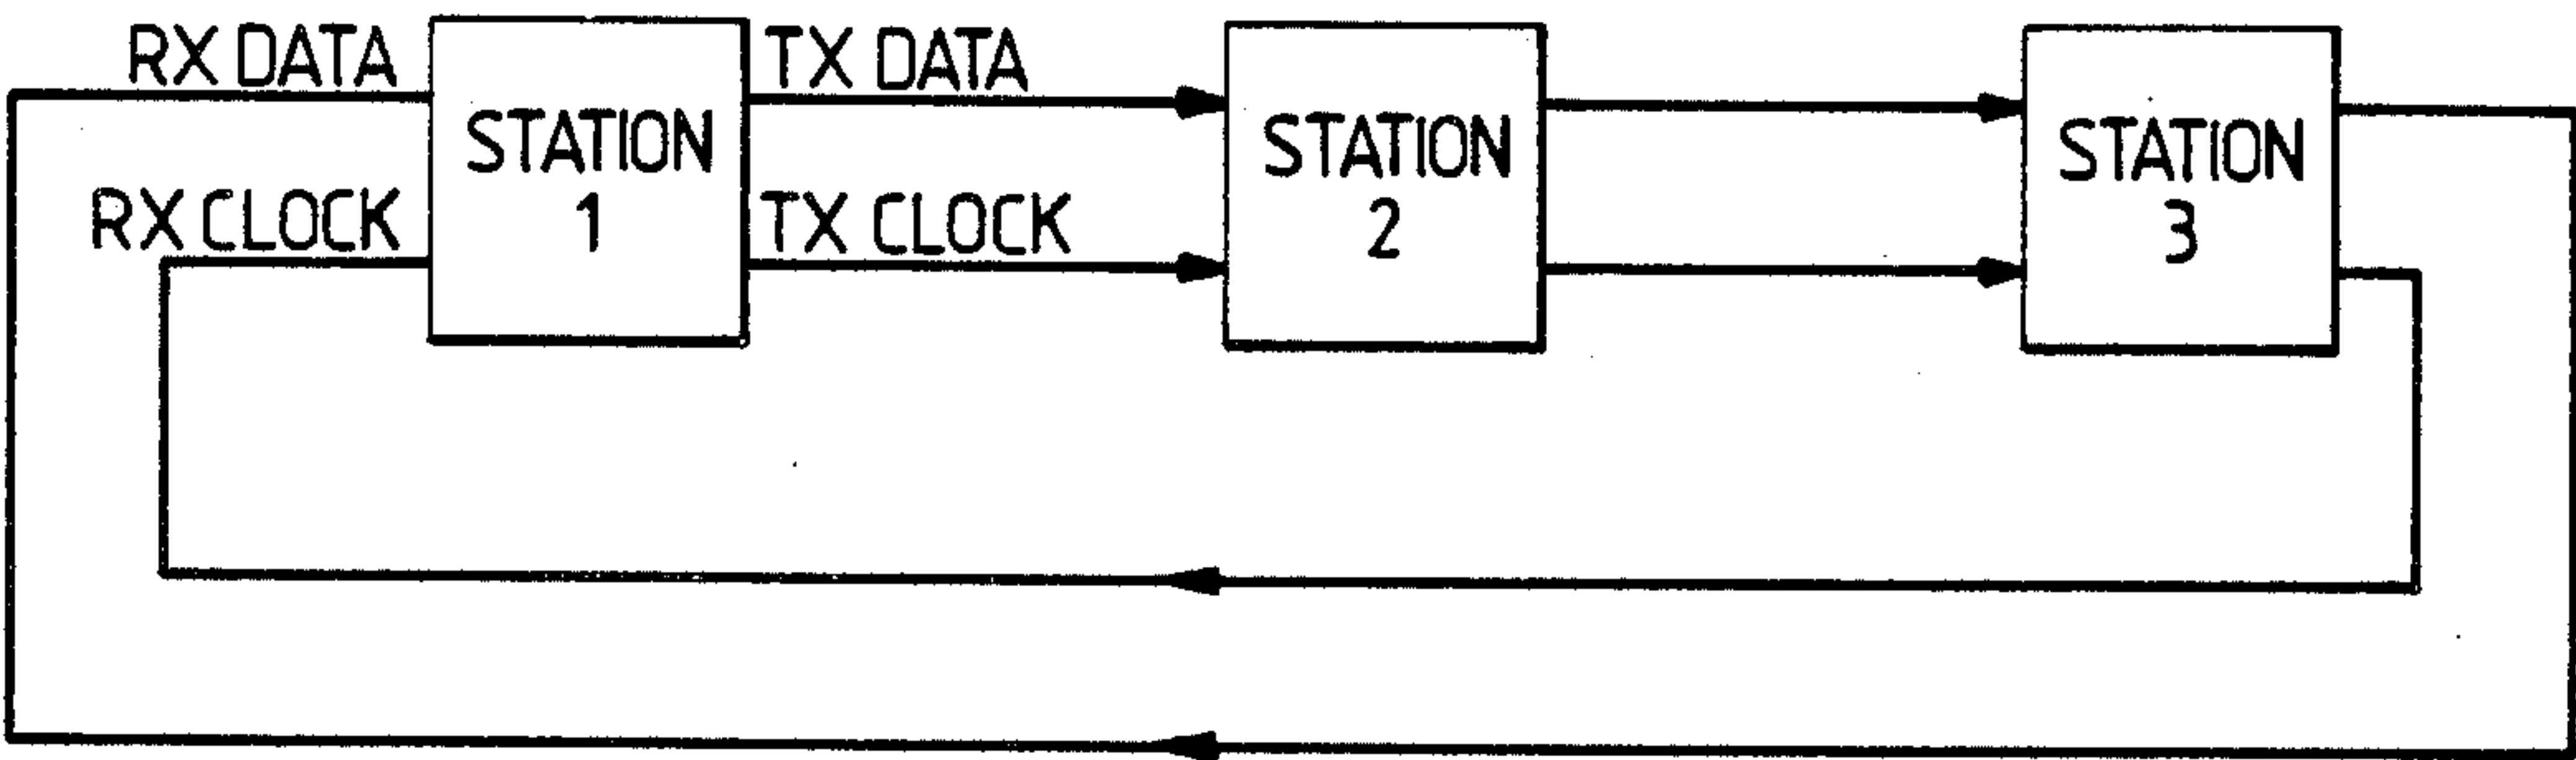 RX DATA
RX CLOCK
STATION
1
TX DATA
TX CLOCK
STATION
2
STATION
3